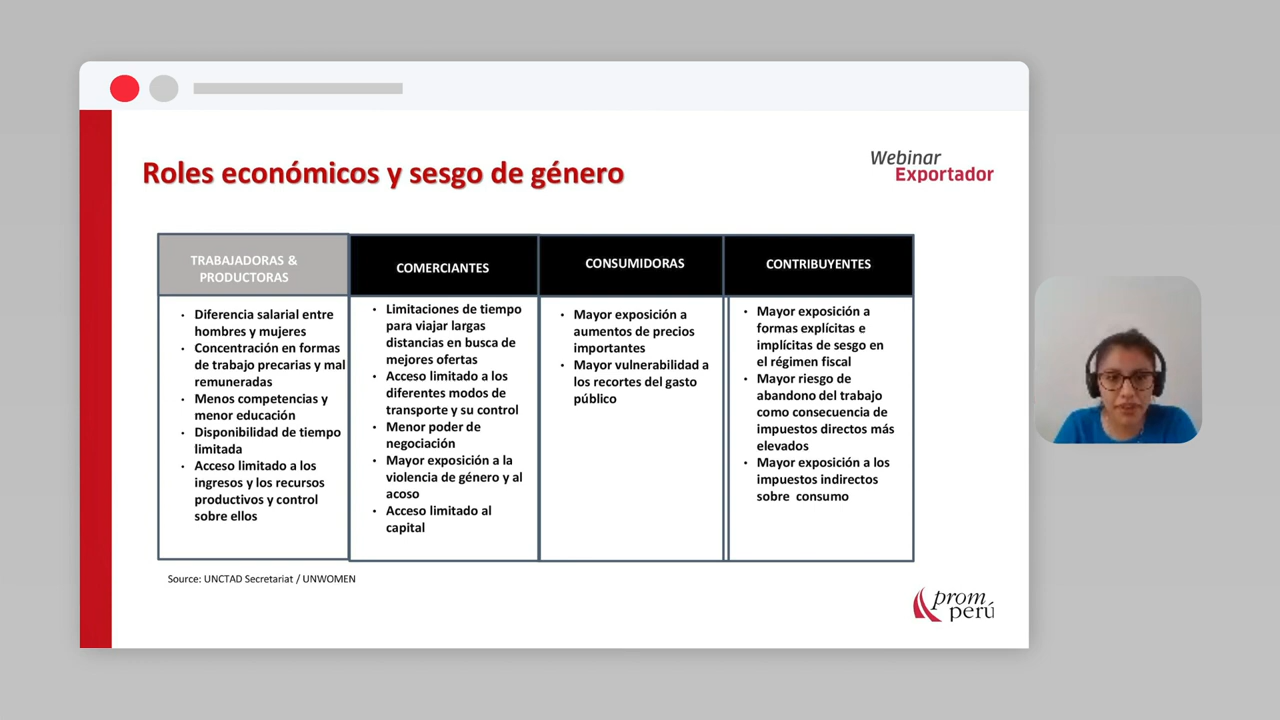 Webinar
Exportador
Roles económicos y sesgo de género
TRABAJADORAS &
PRODUCTORAS
• Diferencia salarial entre
hombres y mujeres
• Concentración en formas
de trabajo precarias y mal
remuneradas
• Menos competencias y
menor educación
• Disponibilidad de tiempo
limitada
• Acceso limitado a los
ingresos y los recursos
productivos y control
sobre ellos
COMERCIANTES
• Limitaciones de tiempo
para viajar largas
distancias en busca de
mejores ofertas
• Acceso limitado a los
diferentes modos de
transporte y su control
• Menor poder de
negociación
• Mayor exposición a la
violencia de género y al
acoso
• Acceso limitado al
capital
CONSUMIDORAS
• Mayor exposición a
aumentos de precios
importantes
• Mayor vulnerabilidad a
los recortes del gasto
público
CONTRIBUYENTES
• Mayor exposición a
formas explícitas e
implícitas de sesgo en
el régimen fiscal
• Mayor riesgo de
abandono del trabajo
como consecuencia de
impuestos directos más
elevados
• Mayor exposición a los
impuestos indirectos
sobre consumo
Source: UNCTAD Secretariat / UNWOMEN
prom
perú